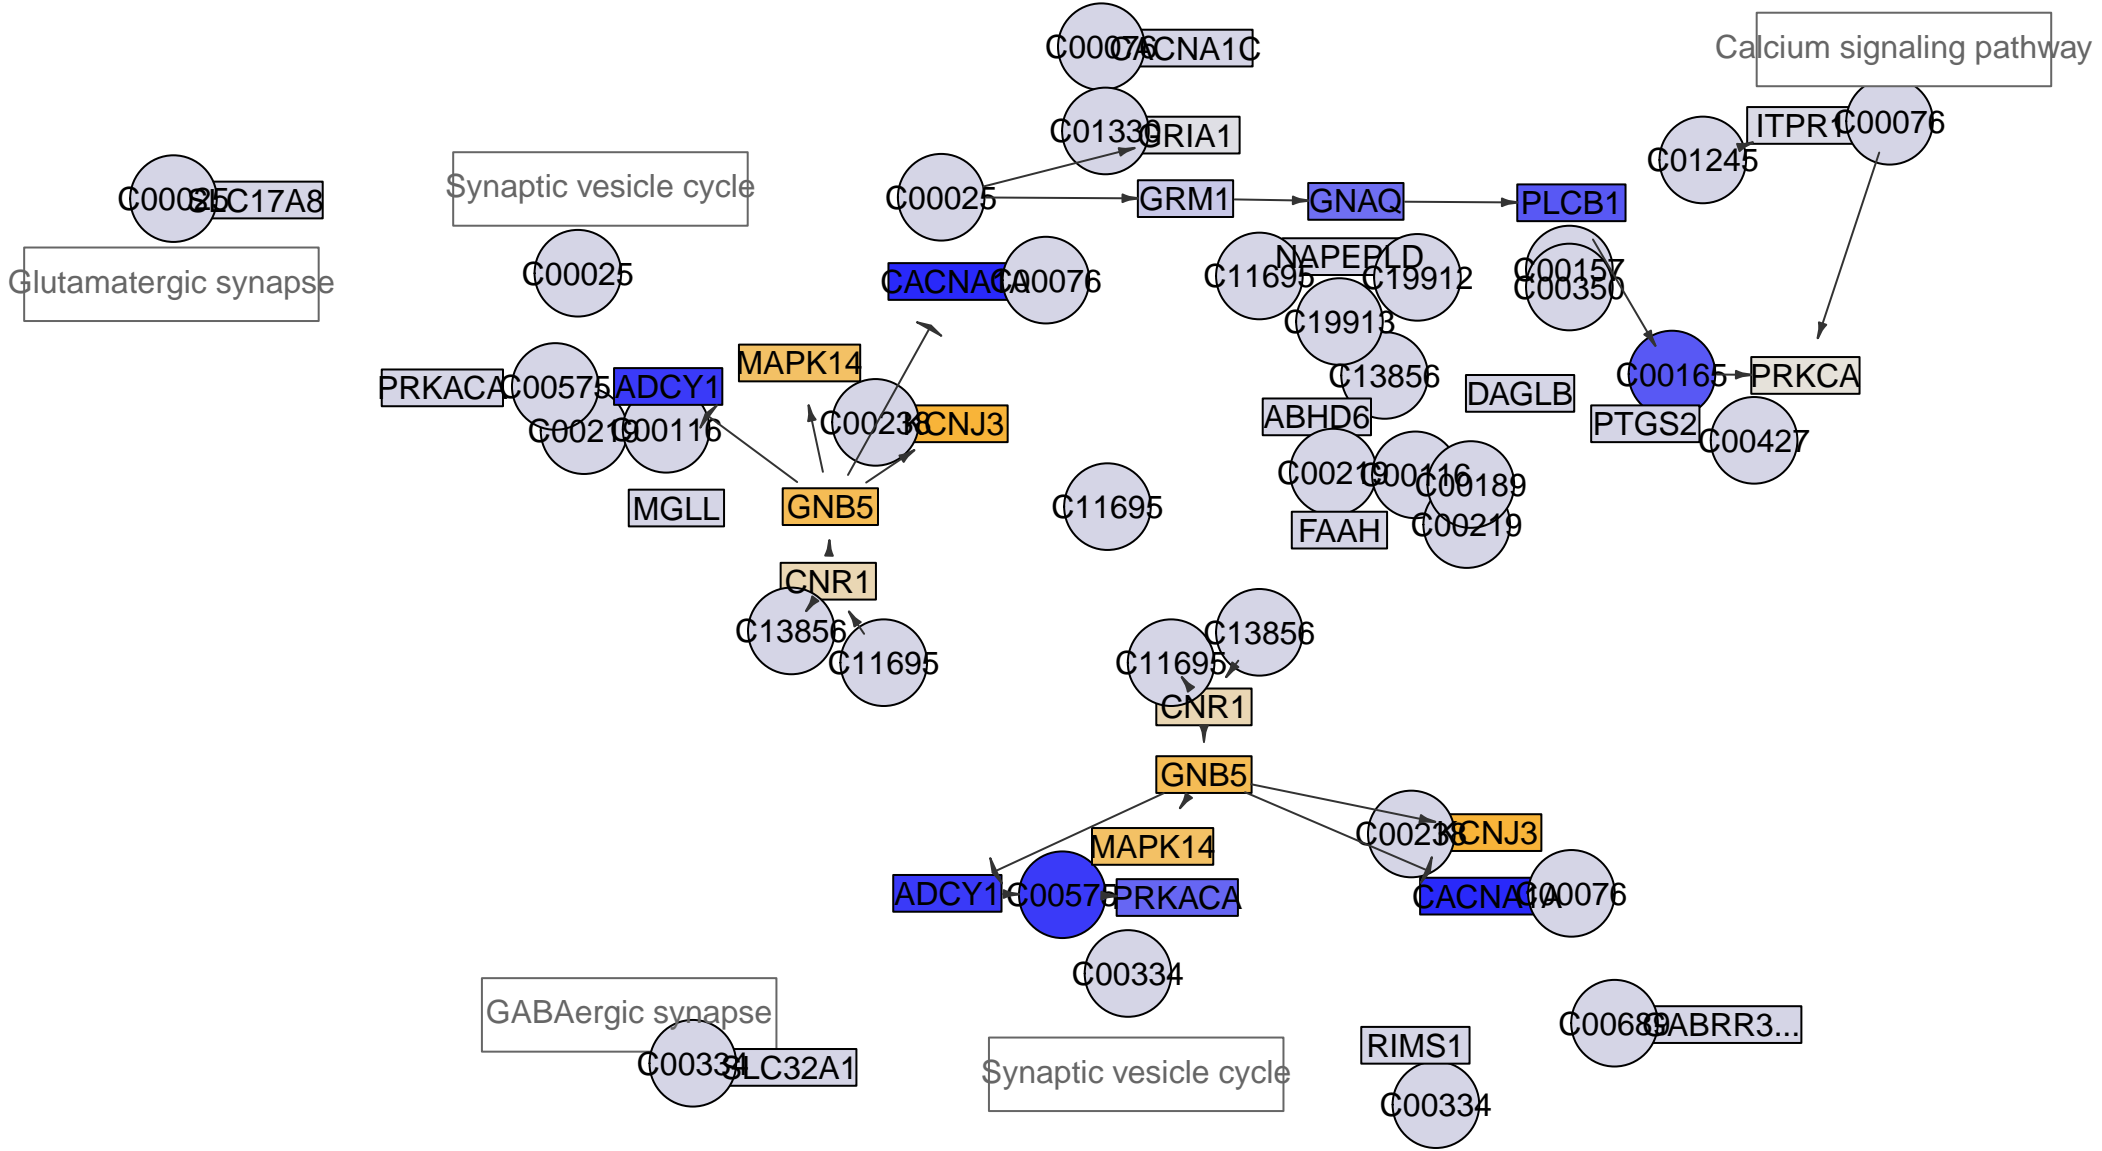 C00076
CACNA1C
Calcium signaling pathway
C01330
GRIA1
ITPR1
C00076
C01245
Synaptic vesicle cycle
C00025
SLC17A8
C00025
GRM1
GNAQ
PLCB1
Glutamatergic synapse
C00025
CACNA1A
C00076
C11695
NAPEPLD
C19912
C00157
C00350
C19913
PRKACA
C00575
ADCY1
MAPK14
C13856
DAGLB
C00165
PRKCA
C00219
C00116
C00238
KCNJ3
ABHD6
PTGS2
C00427
MGLL
GNB5
C11695
C00219
C00116
C00189
FAAH
C00219
CNR1
C13856
C11695
C11695
C13856
CNR1
GNB5
MAPK14
C00238
KCNJ3
ADCY1
C00575
PRKACA
CACNA1A
C00076
C00334
GABAergic synapse
C00334
SLC32A1
Synaptic vesicle cycle
RIMS1
C00334
C00689
GABRR3...